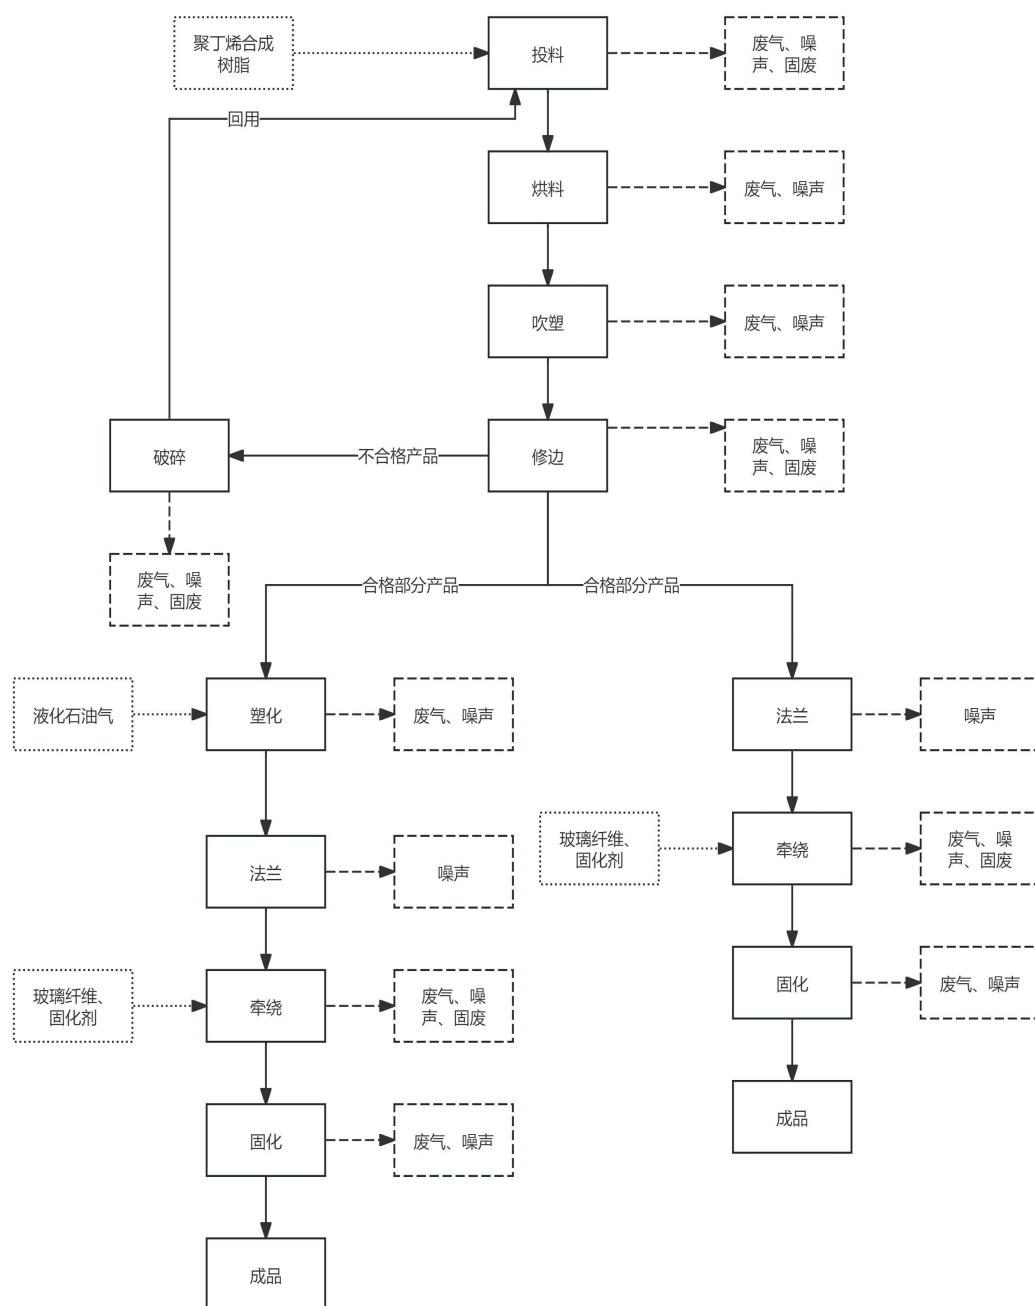 聚丁烯合成
树脂
投料
废气、噪
声、固废
回用
烘料
废气、噪声
吹塑
废气、噪声
破碎
不合格产品
修边
废气、噪
声、固废
废气、噪
声、固废
合格部分产品
合格部分产品
液化石油气
塑化
废气、噪声
法兰
噪声
玻璃纤维、
固化剂
牵绕
废气、噪
声、固废
法兰
噪声
玻璃纤维、
固化剂
牵绕
废气、噪
声、固废
固化
废气、噪声
固化
废气、噪声
成品
成品